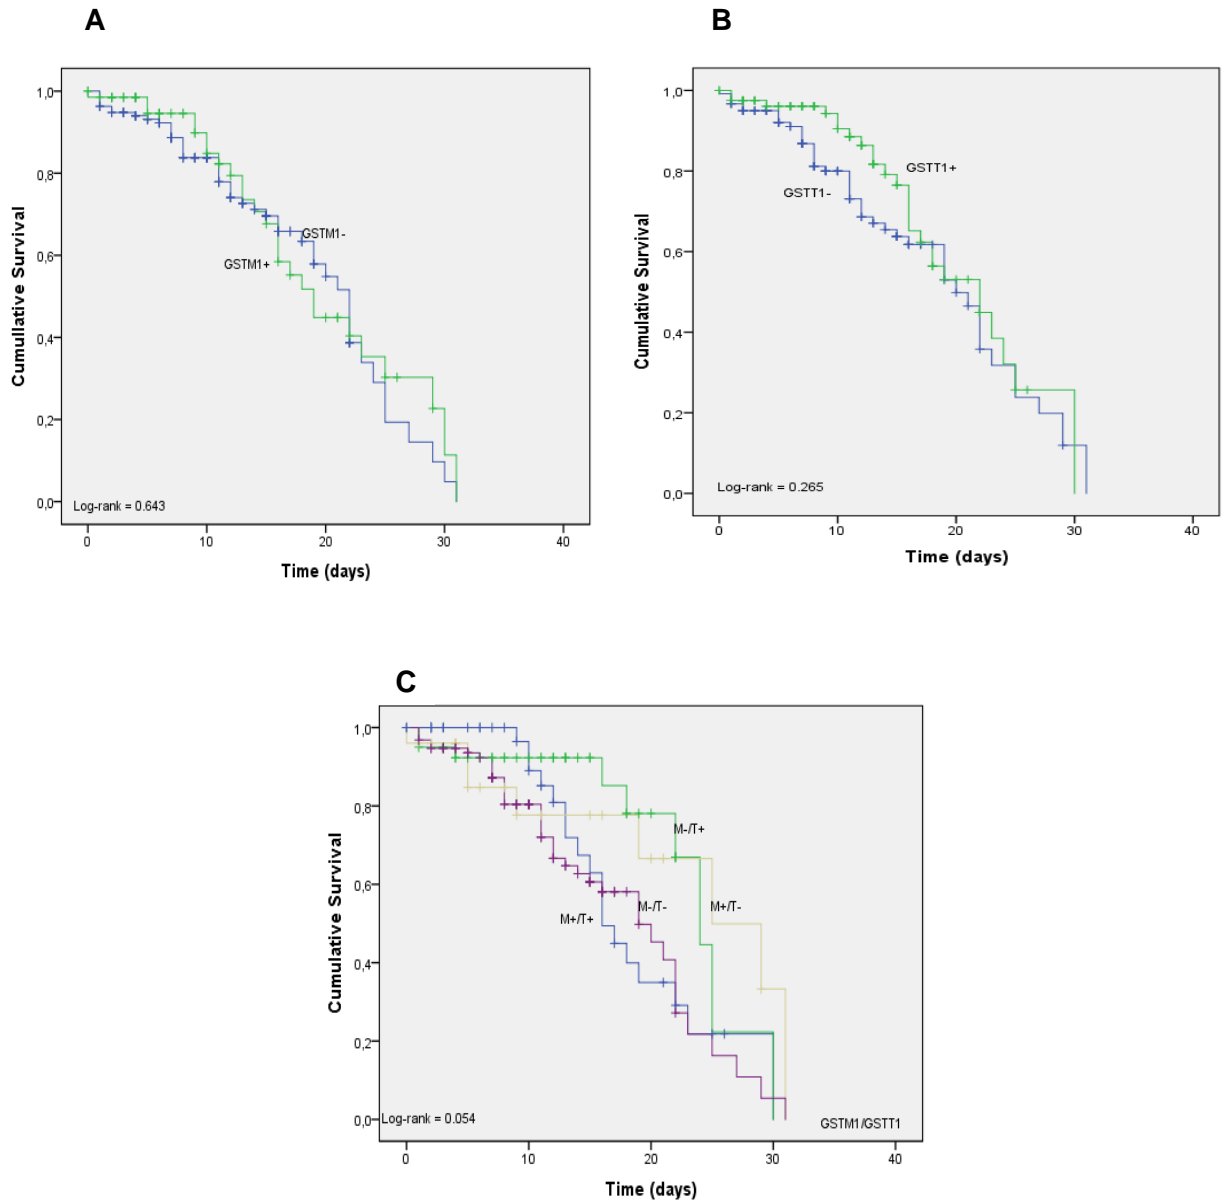 A
B
1,0
0,8
0,6
0,4
0,2
0,0
Cumullative Survival
GSTM1-
GSTM1+
Log-rank = 0.643
0 10 20 30 40
Time (days)
1,0
0,8
0,6
0,4
0,2
0,0
Cumulative Survival
GSTT1+
GSTT1-
Log-rank = 0.265
0 10 20 30 40
Time (days)
C
1,0
0,8
0,6
0,4
0,2
0,0
Cumulative Survival
M-/T+
M+/T+ M-/T- M+/T-
Log-rank = 0.054
GSTM1/GSTT1
0 10 20 30 40
Time (days)